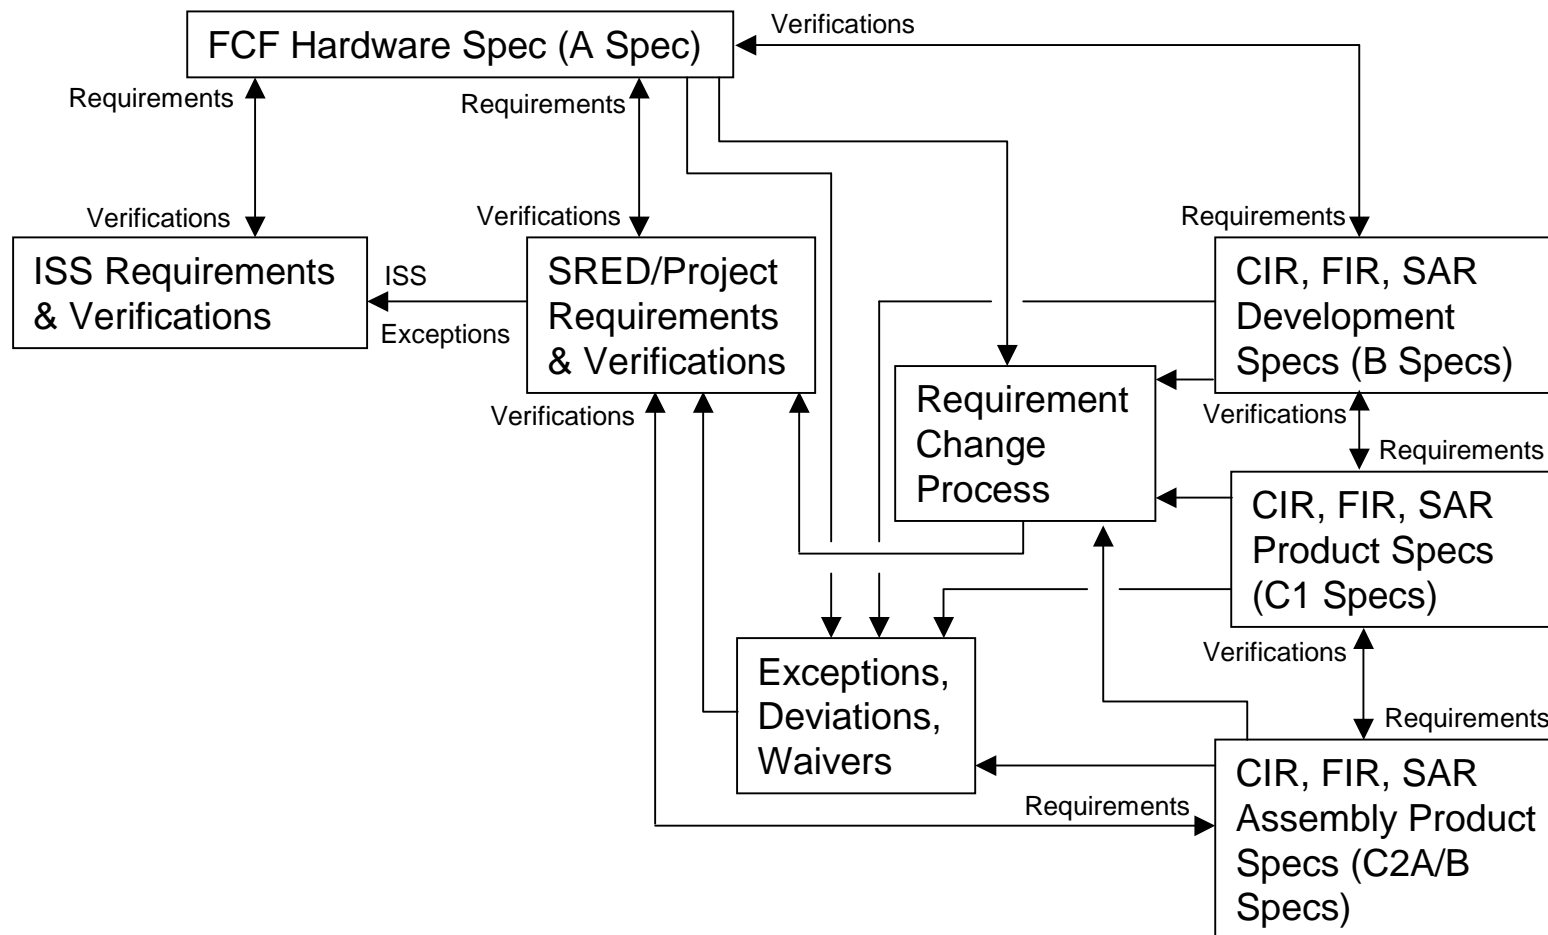 Verifications
FCF Hardware Spec (A Spec)
Requirements
Requirements
Verifications
Verifications
Requirements
ISS Requirements
& Verifications
ISS
Exceptions
SRED/Project
Requirements
& Verifications
CIR, FIR, SAR
Development
Specs (B Specs)
Verifications
Requirement
Change
Process
Verifications
Requirements
CIR, FIR, SAR
Product Specs
(C1 Specs)
Verifications
Exceptions,
Deviations,
Waivers
Requirements
Requirements
CIR, FIR, SAR
Assembly Product
Specs (C2A/B
Specs)